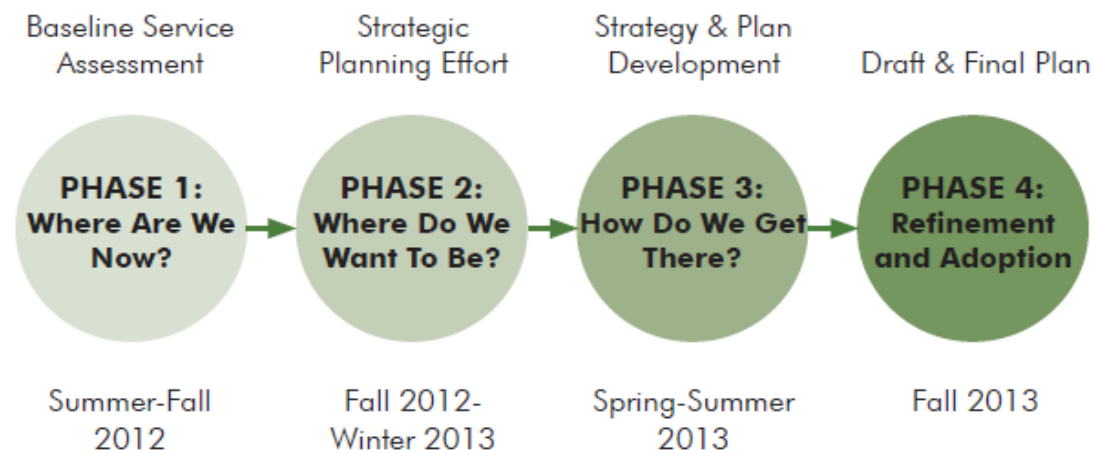 Baseline Service
Assessment
Strategic
Planning Effort
Strategy & Plan
Development
Draft & Final Plan
PHASE 1:
Where Are We
Now?
PHASE 2:
Where Do We
Want To Be?
PHASE 3:
How Do We Get
There?
PHASE 4:
Refinement
and Adoption
Summer-Fall
2012
Fall 2012-
Winter 2013
Spring-Summer
2013
Fall 2013